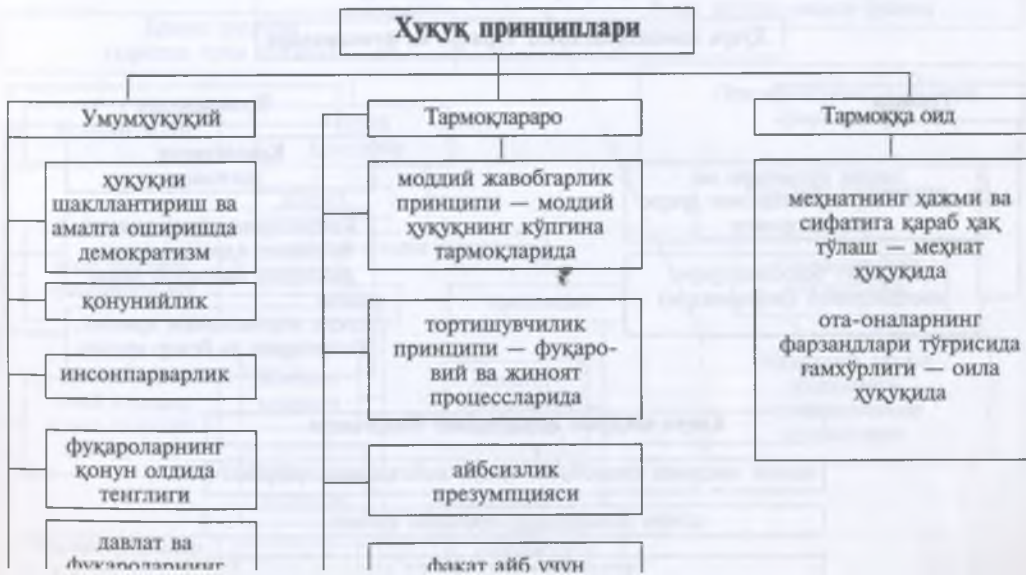 Ҳуқуқ принциплари
Умумҳуқуқий
ҳуқуқни
шакллантириш ва
амалга оширишда
демократизм
қонунийлик
инсонпарварлик
фуқароларнинг
қонун олдида
тенглиги
давлат ва
фуқароларнинг
Тармоқлараро
моддий жавобгарлик
принципи — моддий
ҳуқуқнинг кўпгина
тармоқларида
тортишувчилик
принципи — фуқаро-
вий ва жиноят
процессларида
айбсизлик
презумпцияси
фақат айб учун
Тармоққа оид
меҳнатнинг ҳажми ва
сифатига қараб ҳақ
тўлаш — меҳнат
ҳуқуқида
ота-оналарнинг
фарзандлари тўғрисида
ғамхўрлиги — оила
ҳуқуқида